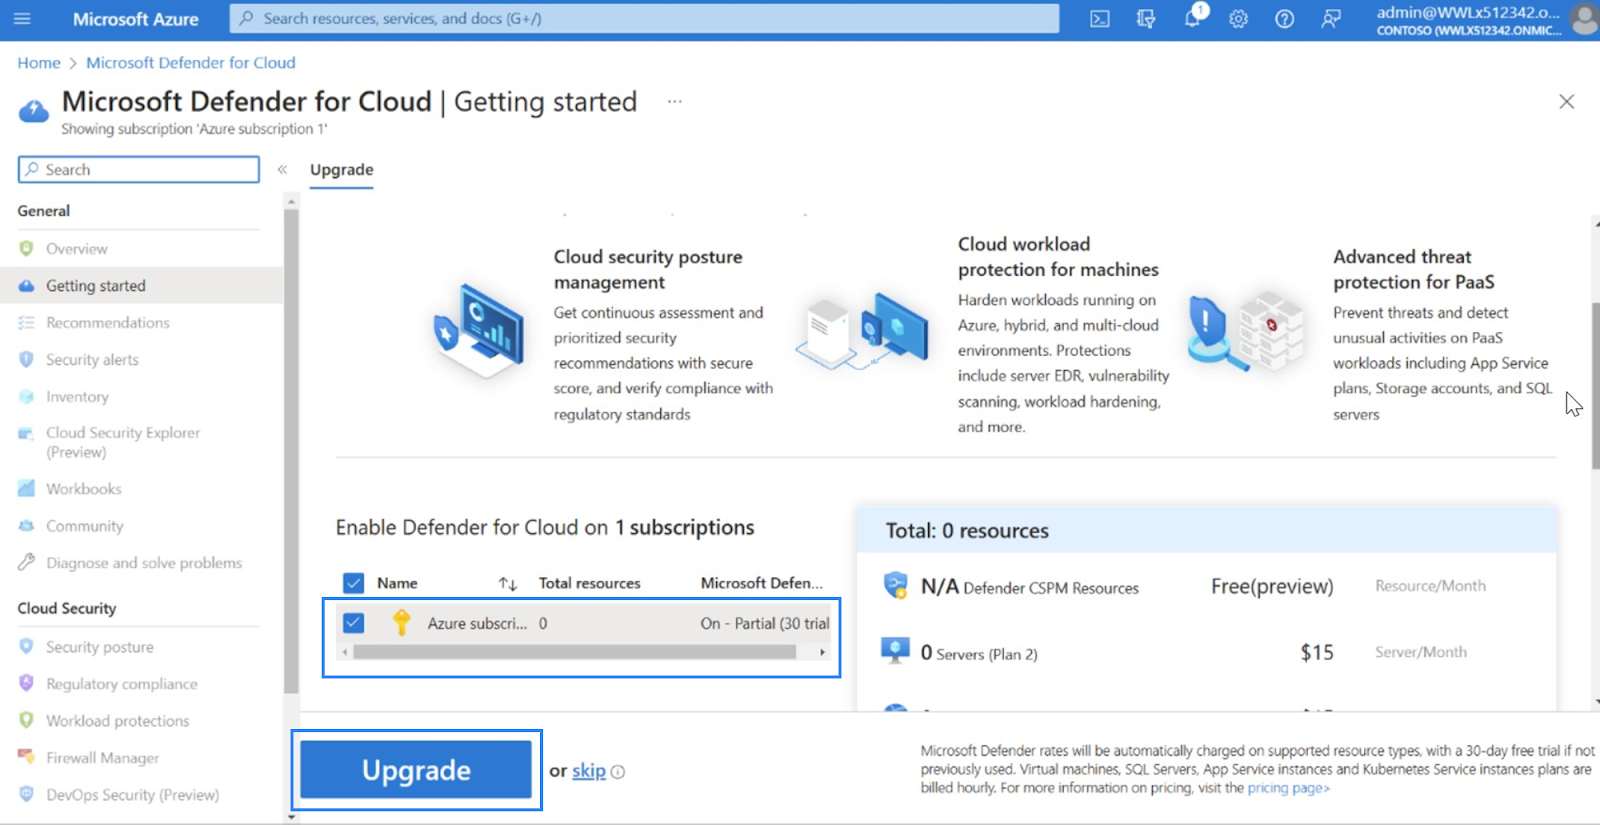 Microsoft Azure
Search resources, services, and docs (G+/)
1
admin@WWLx512342.o...
CONTOSO (WWLX512342.ONMIC...
Home > Microsoft Defender for Cloud
Microsoft Defender for Cloud | Getting started ...
Showing subscription 'Azure subscription 1'
Search
«
Upgrade
General
Overview
Getting started
Recommendations
Security alerts
Inventory
Cloud Security Explorer
(Preview)
Workbooks
Community
Diagnose and solve problems
Cloud Security
Security posture
Regulatory compliance
Workload protections
Firewall Manager
DevOps Security (Preview)
Cloud security posture
management
Get continuous assessment and
prioritized security
recommendations with secure
score, and verify compliance with
regulatory standards
Cloud workload
protection for machines
Harden workloads running on
Azure, hybrid, and multi-cloud
environments. Protections
include server EDR, vulnerability
scanning, workload hardening,
and more.
Advanced threat
protection for PaaS
Prevent threats and detect
unusual activities on PaaS
workloads including App Service
plans, Storage accounts, and SQL
servers
Enable Defender for Cloud on 1 subscriptions
Name ↑↓ Total resources Microsoft Defen...
Azure subscri... 0 On - Partial (30 trial
Total: 0 resources
N/A Defender CSPM Resources Free(preview) Resource/Month
0 Servers (Plan 2) $15 Server/Month
Upgrade or skip
Microsoft Defender rates will be automatically charged on supported resource types, with a 30-day free trial if not
previously used. Virtual machines, SQL Servers, App Service instances and Kubernetes Service instances plans are
billed hourly. For more information on pricing, visit the pricing page>